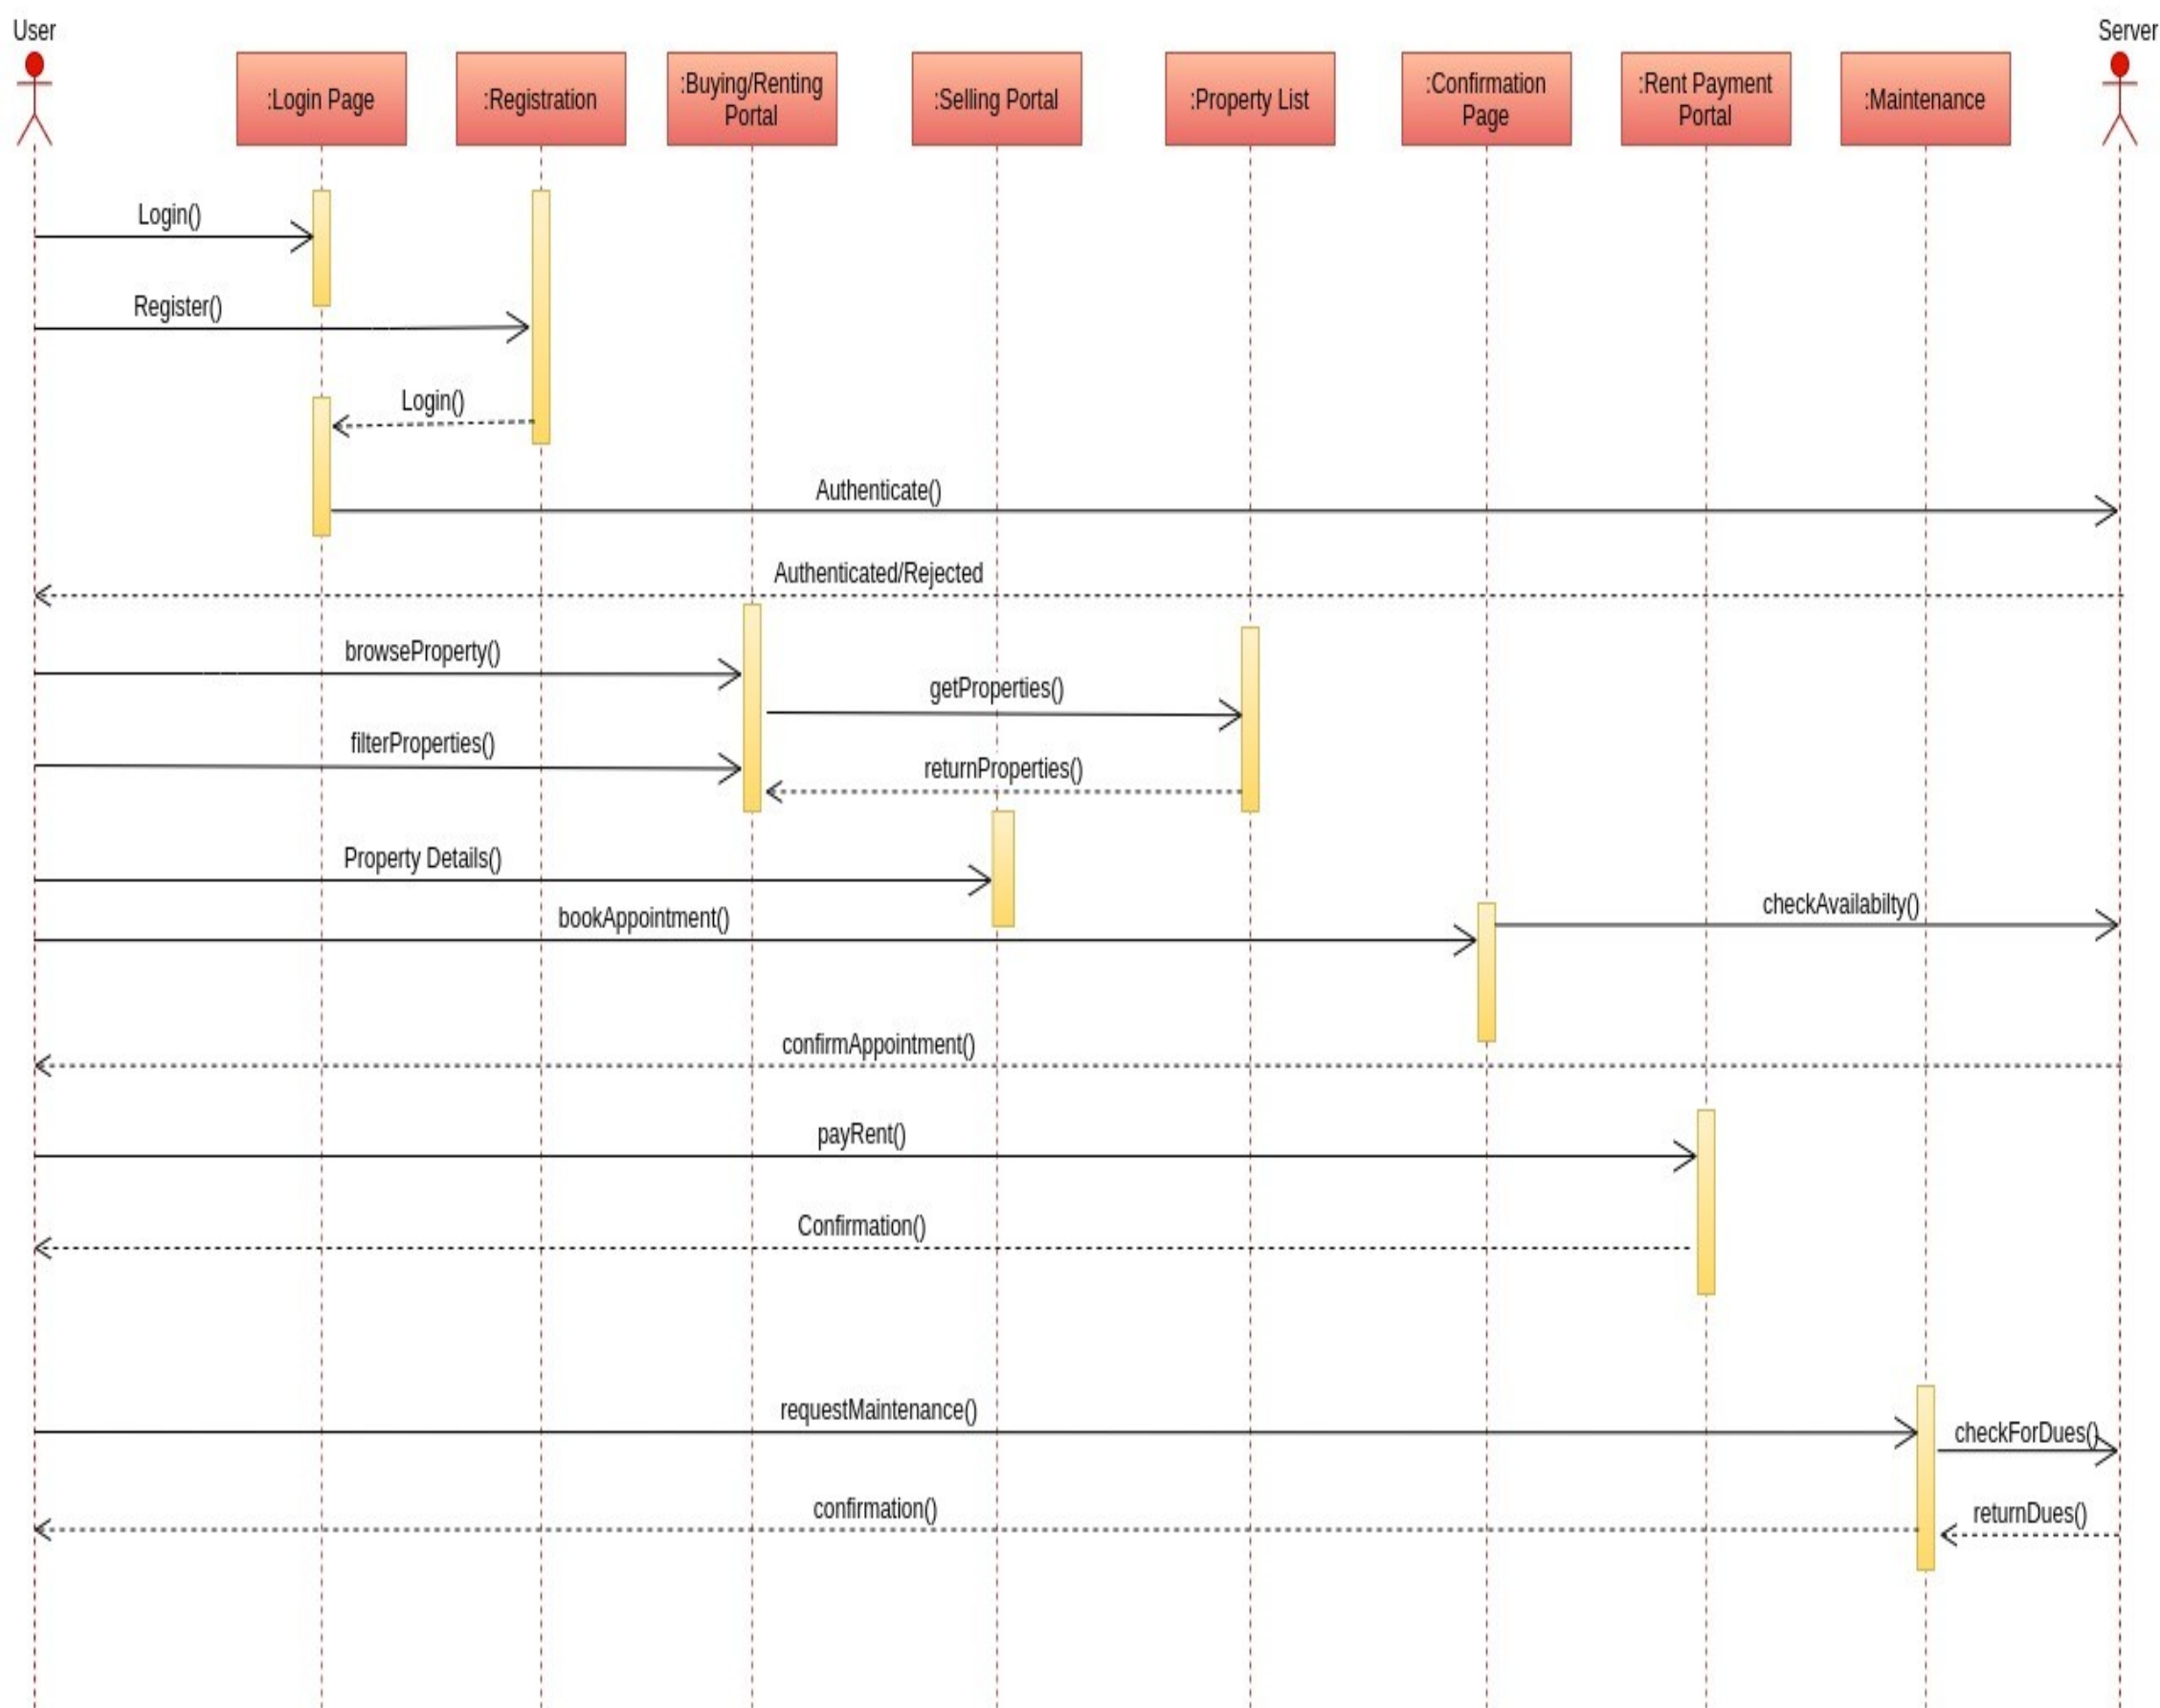 User
Server
:Login Page
:Registration
:Buying/Renting
Portal
:Selling Portal
:Property List
:Confirmation
Page
:Rent Payment
Portal
:Maintenance
Login()
Register()
Login()
Authenticate()
Authenticated/Rejected
browseProperty()
getProperties()
filterProperties()
returnProperties()
Property Details()
checkAvailabilty()
bookAppointment()
confirmAppointment()
payRent()
Confirmation()
requestMaintenance()
checkForDues()
confirmation()
returnDues()